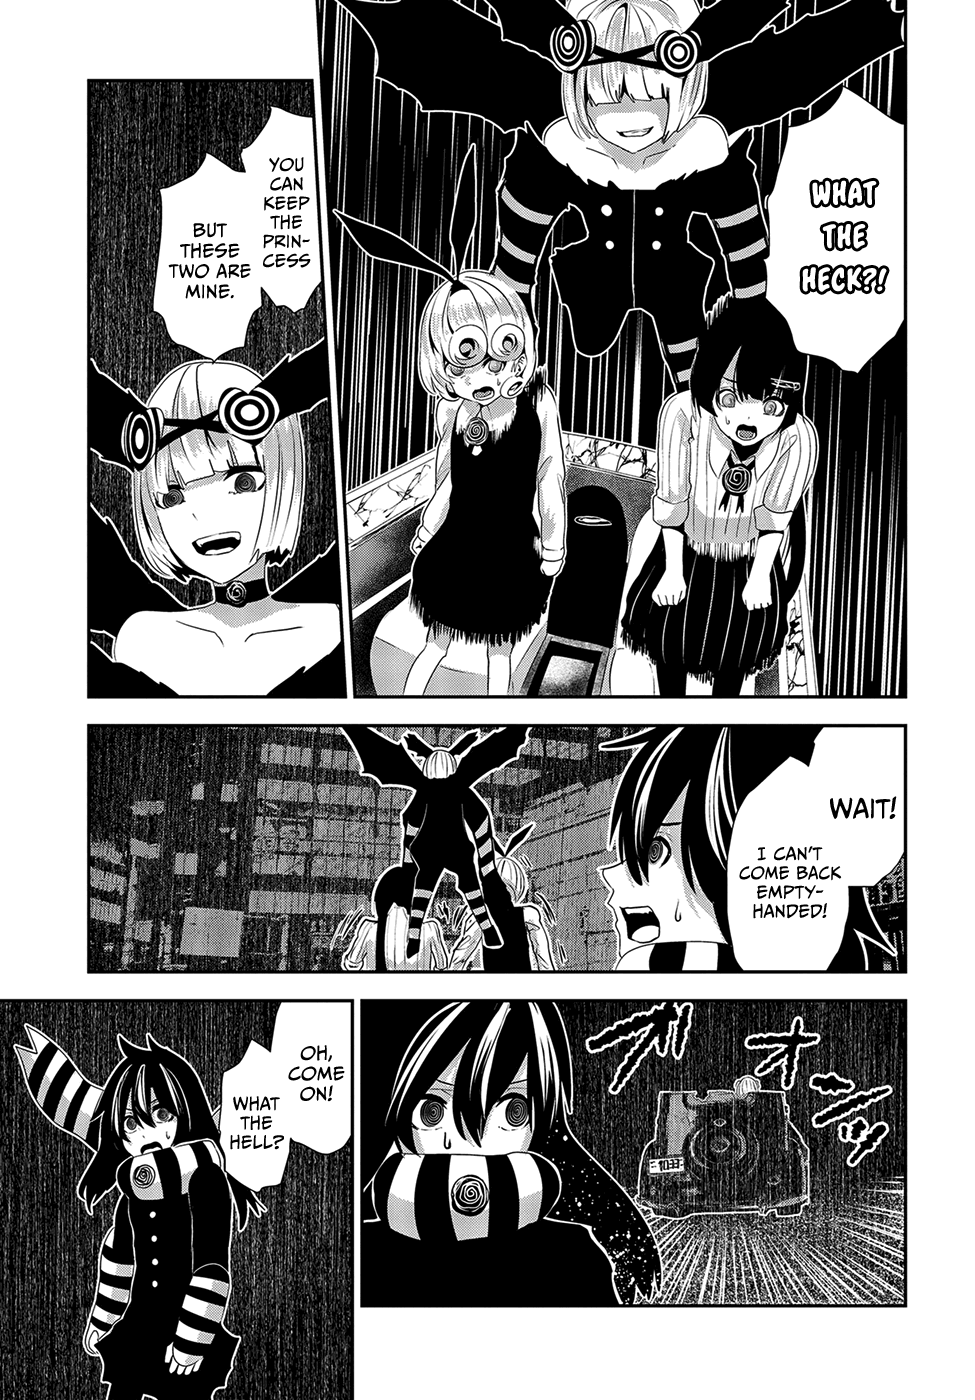 WHAT
THE
HECK?!
YOU
CAN
KEEP
THE
PRIN-
CESS
BUT
THESE
TWO ARE
MINE.
WAIT!
I CAN'T
COME BACK
EMPTY-
HANDED!
ブオッ
OH,
COME
ON!
WHAT
THE
HELL?